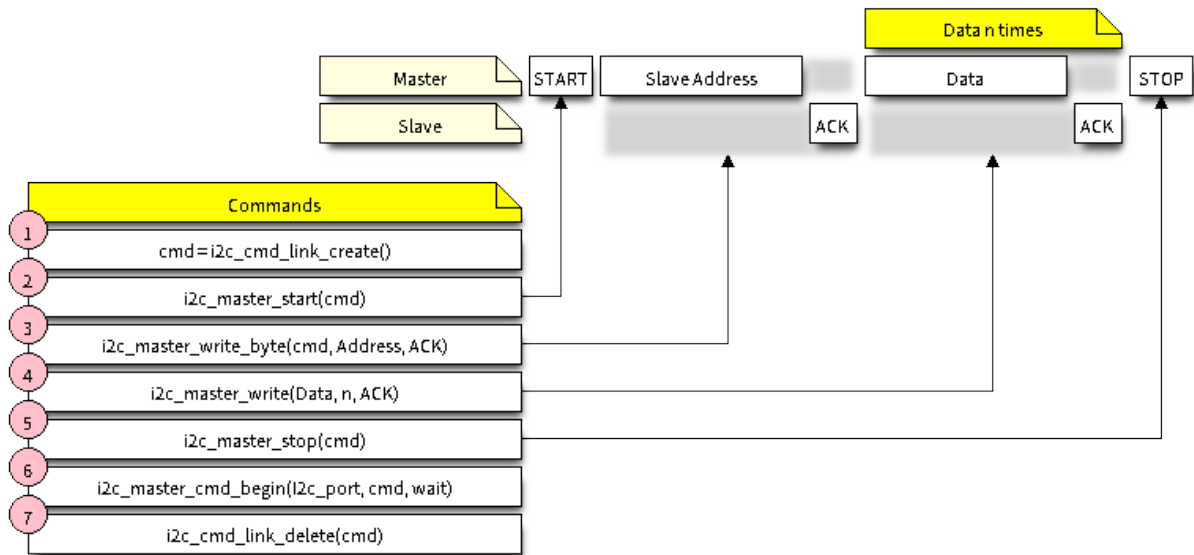 Data n times
Master START Slave Address Data STOP
Slave ACK ACK
Commands
1
cmd=i2c_cmd_link_create()
2
i2c_master_start(cmd)
3
i2c_master_write_byte(cmd, Address, ACK)
4
i2c_master_write(Data, n, ACK)
5
i2c_master_stop(cmd)
6
i2c_master_cmd_begin(I2c_port, cmd, wait)
7
i2c_cmd_link_delete(cmd)